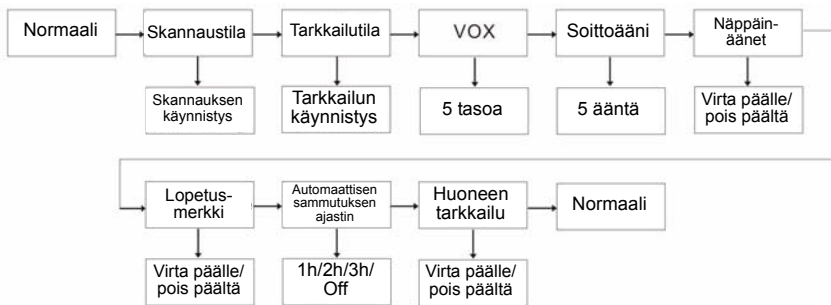 Normaali
Skannaustila
Tarkkailutila
VOX
Soittoääni
Näppäin-
äänet
Skannauksen
käynnistys
Tarkkailun
käynnistys
5 tasoa
5 ääntä
Virta päälle/
pois päältä
Lopetus-
merkki
Automaattisen
sammutuksen
ajastin
Huoneen
tarkkailu
Normaali
Virta päälle/
pois päältä
1h/2h/3h/
Off
Virta päälle/
pois päältä